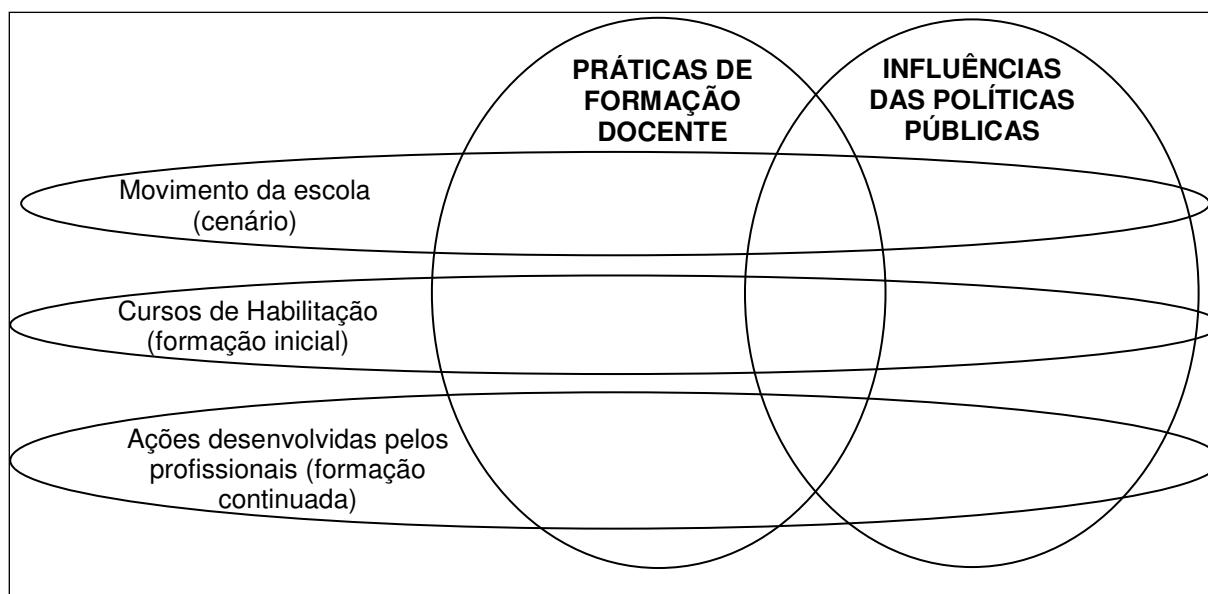 PRÁTICAS DE
FORMAÇÃO
DOCENTE
INFLUÊNCIAS
DAS POLÍTICAS
PÚBLICAS
Movimento da escola
(cenário)
Cursos de Habilitação
(formação inicial)
Ações desenvolvidas pelos
profissionais (formação
continuada)